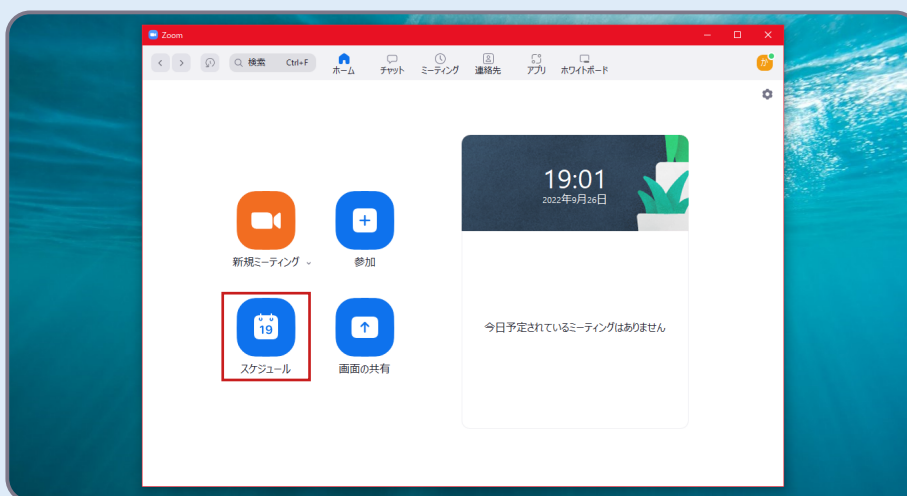 Zoom
検索 Ctrl+F
ホーム チャット ミーティング 連絡先 アプリ ホワイトボード
か
19:01
2022年9月26日
新規ミーティング 参加
19
スケジュール 画面の共有
今日予定されているミーティングはありません